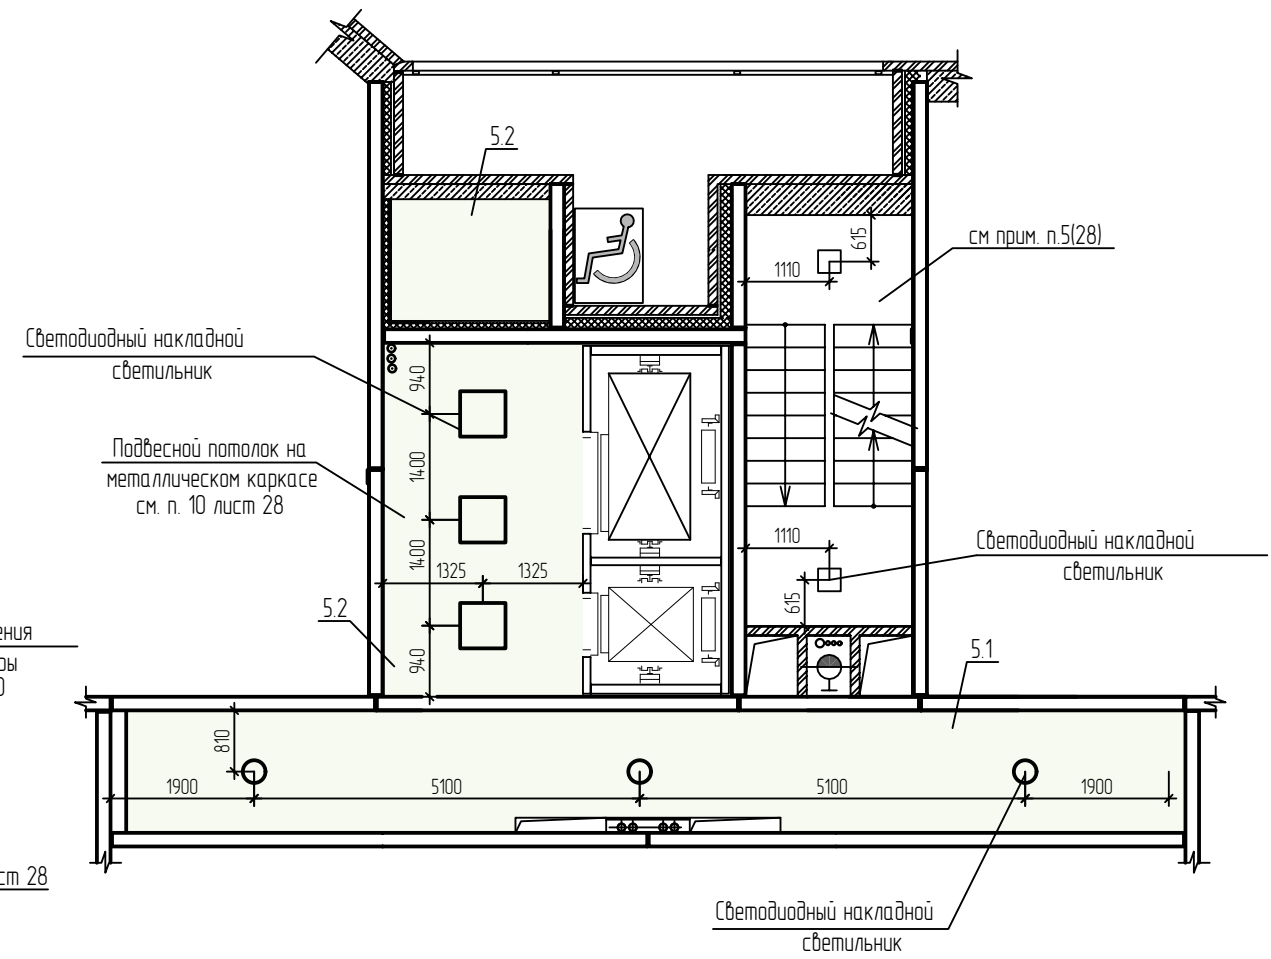 5.2
615
1110
см прим. п.5(28)
Светодиодный накладной
светильник
940
Подвесной потолок на
металлическом каркасе
см. п. 10 лист 28
1400
1400
1325
1325
5.2
940
1110
615
Светодиодный накладной
светильник
5.1
810
1900
5100
5100
1900
28
Светодиодный накладной
светильник